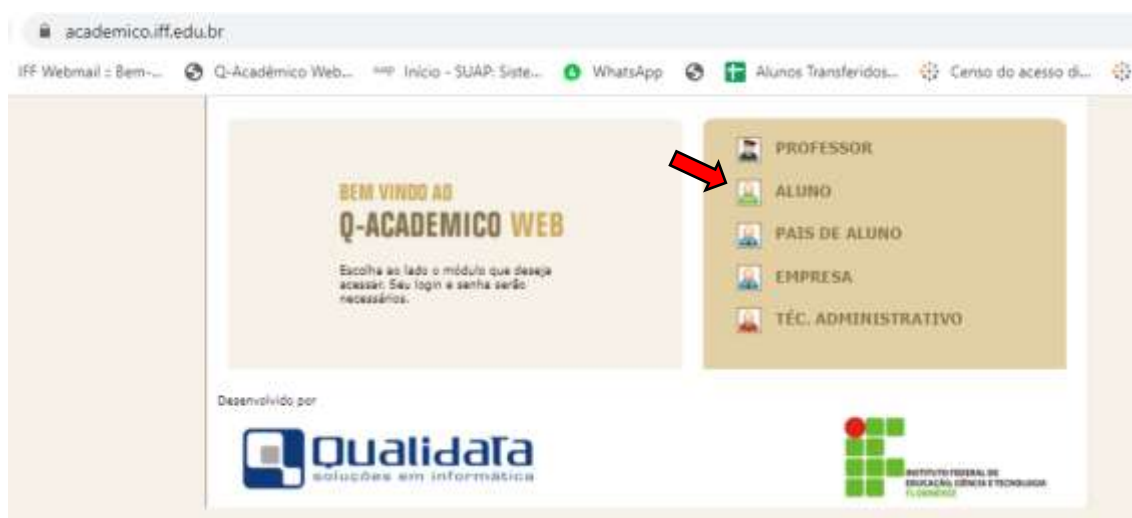 academico.iff.edu.br
IFF Webmail :: Bem-...
Q-Acadêmico Web...
suap
Início - SUAP: Siste...
WhatsApp
Alunos Transferidos...
Censo do acesso di...
BEM VINDO AO
Q-ACADEMICO WEB
Escolha ao lado o módulo que deseja
acessar. Seu login e senha serão
necessários.
PROFESSOR
ALUNO
PAIS DE ALUNO
EMPRESA
TÉC. ADMINISTRATIVO
Desenvolvido por
Qualidata
soluções em informática
INSTITUTO FEDERAL DE
EDUCAÇÃO, CIÊNCIA E TECNOLOGIA
FLUMINENSE